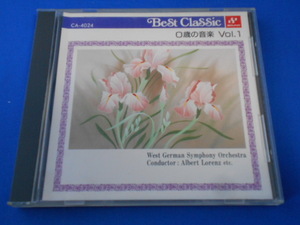 CA-4024
Best Classic
0歳の音楽 Vol.1
West German Symphony Orchestra
Conductor : Albert Lorenz etc.